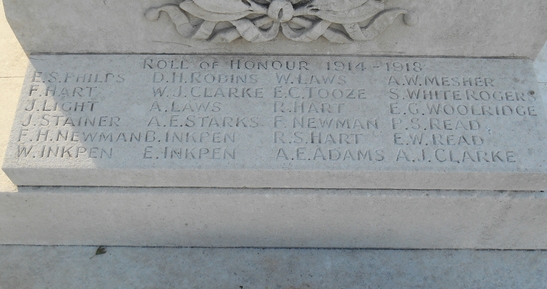 ROLL OF HONOUR 1914-1918
E.S.PHILPS D.H.ROBINS W.LAWS A.W.MESHER
F.HART W.J.CLARKE E.C.TOOZE S.WHITEROGER
J.LIGHT A.LAWS R.HART E.G.WOOLRIDGE
J.STAINER A.E.STARKS F.NEWMAN P.S.READ
F.H.NEWMAN B.INKPEN R.S.HART E.W.READ
W.INKPEN E.INKPEN A.E.ADAMS A.J.CLARKE